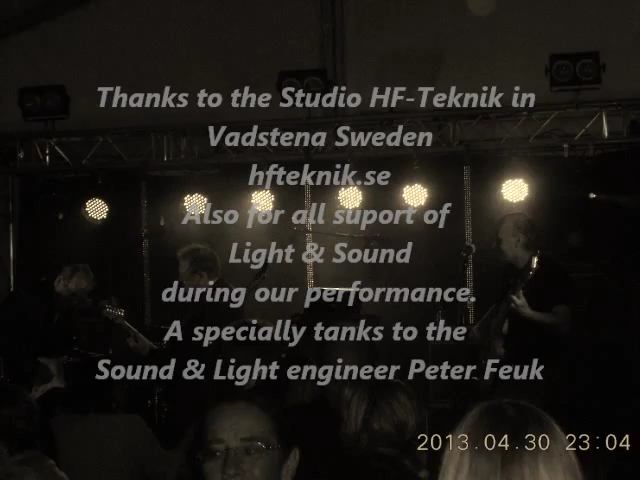 Thanks to the Studio HF-Teknik in
Vadstena Sweden
hfteknik.se
Also for all suport of
Light & Sound
during our performance.
A specially tanks to the
Sound & Light engineer Peter Feuk
2013.04.30 23:04